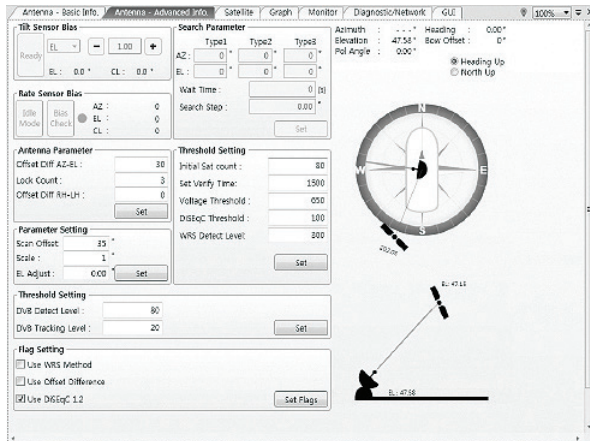 Antenna - Basic Info. Antenna - Advanced Info. Satellite Graph Monitor Diagnostic/Network GUI 100%
Tilt Sensor Bias
Ready EL - 1.00 +
EL : 0.0 ° CL : 0.0 °
Rate Sensor Bias
Idle Mode Bias Check
AZ : 0
EL : 0
CL : 0
Antenna Parameter
Offset Diff AZ-EL : 30
Lock Count : 3
Offset Diff RH-LH : 0
Set
Parameter Setting
Scan Offset 35 °
Scale : 1 °
EL Adjust : 0.00 ° Set
Threshold Setting
DVB Detect Level : 80
DVB Tracking Level : 20
Set
Flag Setting
Use WRS Method
Use Offset Difference
Use DiSEqC 1.2
Set Flags
Search Parameter
Type1 Type2 Type3
AZ : 0 ° 0 ° 0 °
EL : 0 ° 0 ° 0 °
Wait Time : 0 [s]
Search Step : 0.00 °
Set
Threshold Setting
Initial Sat count : 80
Sat Verify Time: 1500
Voltage Threshold : 650
DiSEqC Threshold : 100
WRS Detect Level: 300
Set
Azimuth : ---° Heading : 0.00°
Elevation : 47.58° Bow Offset : 0°
Pol Angle : 0.00°
Heading Up
North Up
N
W
E
S
EL: 47.58